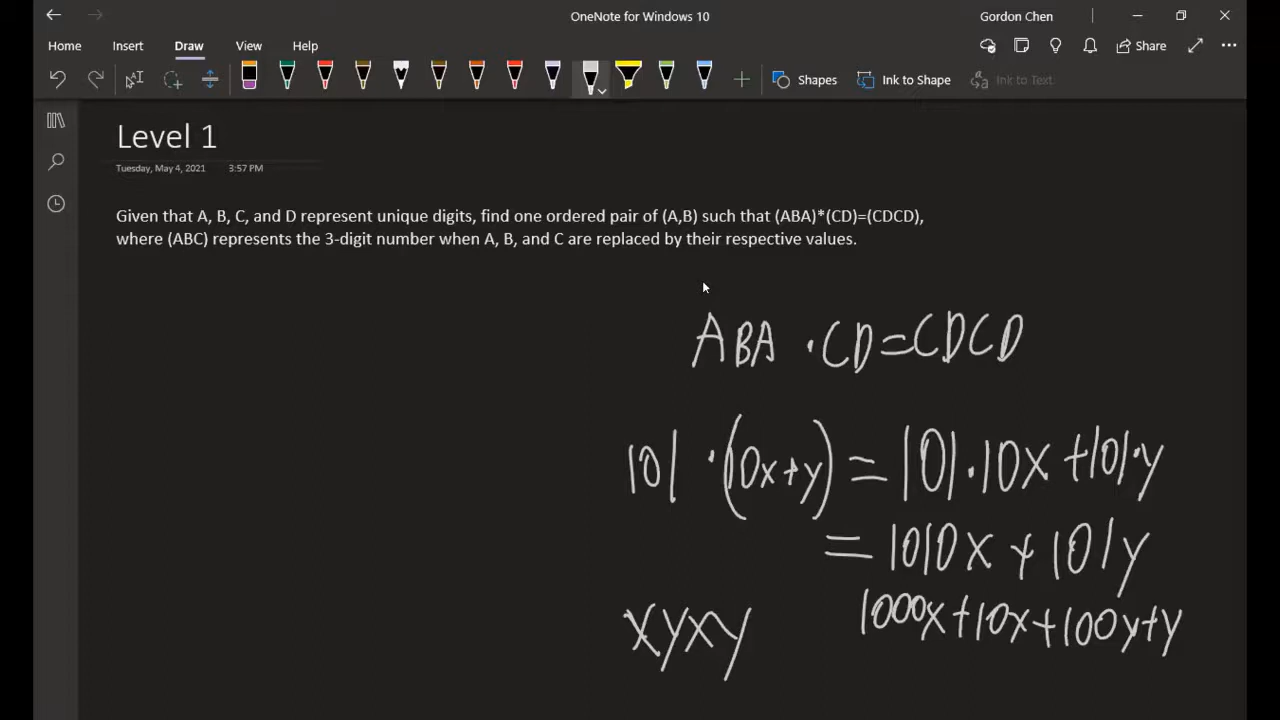 OneNote for Windows 10
Gordon Chen
Home Insert Draw View Help
Share
Shapes Ink to Shape Ink to Text
Level 1
Tuesday, May 4, 2021 3:57 PM
Given that A, B, C, and D represent unique digits, find one ordered pair of (A,B) such that (ABA)*(CD)=(CDCD),
where (ABC) represents the 3-digit number when A, B, and C are replaced by their respective values.
ABA · CD = CDCD
101 · (10x+y) = 101·10x + 101·y
= 1010x + 101y
1000x+10x+100y+y
xyxy